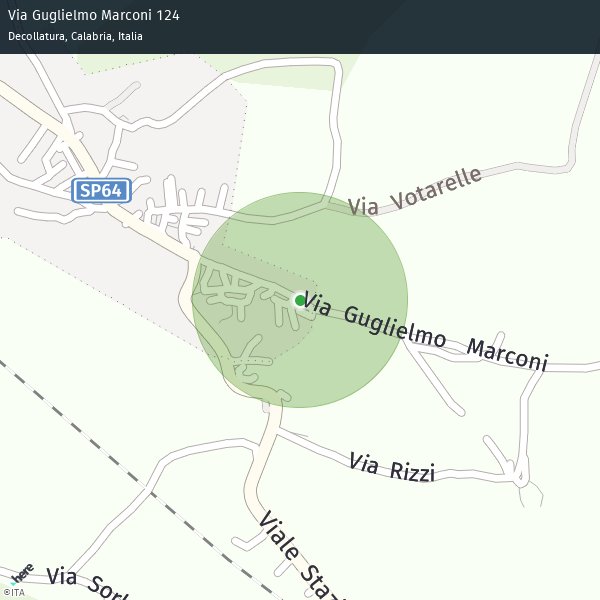 Via Guglielmo Marconi 124
Decollatura, Calabria, Italia
SP64
Via Votarelle
Via Guglielmo Marconi
Via Rizzi
Viale Stazi
Via Sor
here
©ITA